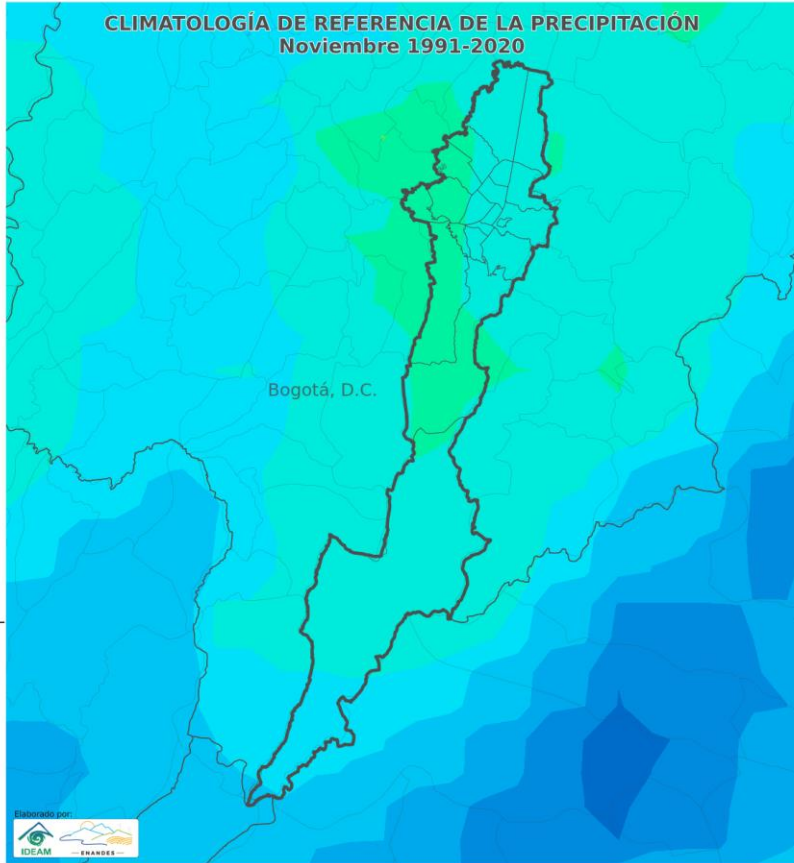 CLIMATOLOGÍA DE REFERENCIA DE LA PRECIPITACIÓN
Noviembre 1991-2020
Bogotá, D.C.
Elaborado por:
IDEAM
— ENANDES —